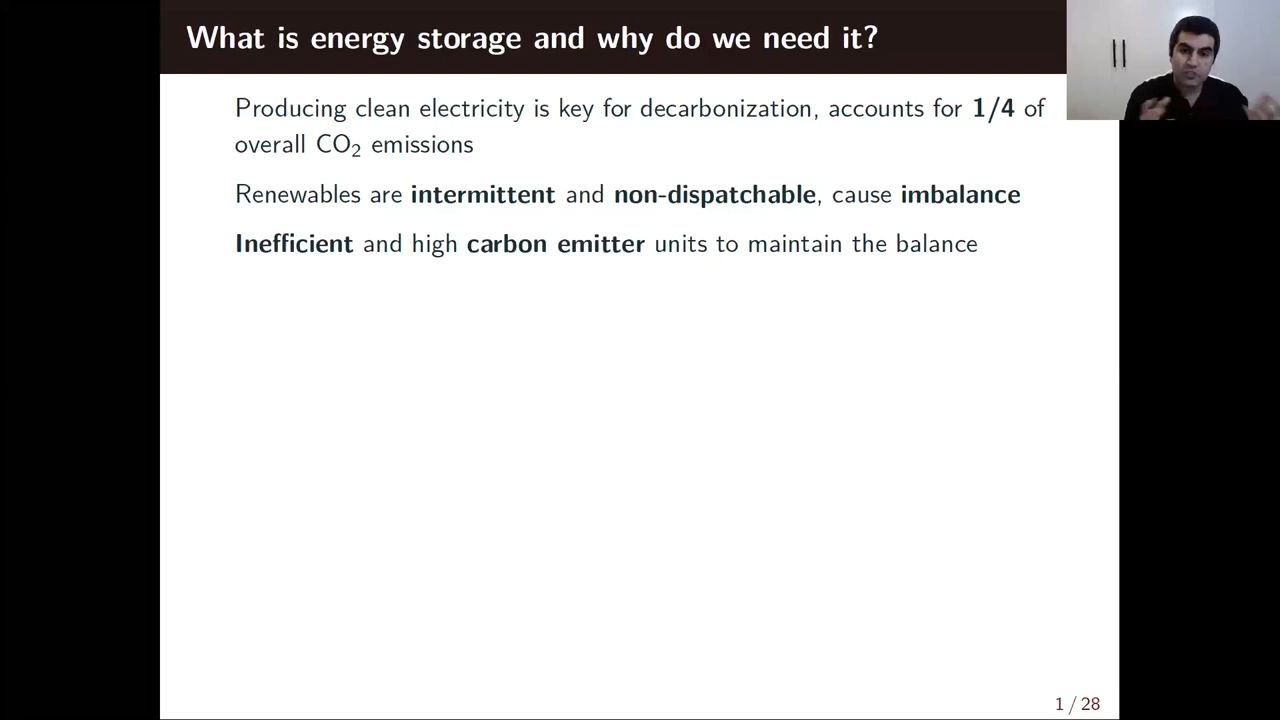 What is energy storage and why do we need it?
Producing clean electricity is key for decarbonization, accounts for 1/4 of
overall CO₂ emissions
Renewables are intermittent and non-dispatchable, cause imbalance
Inefficient and high carbon emitter units to maintain the balance
1 / 28